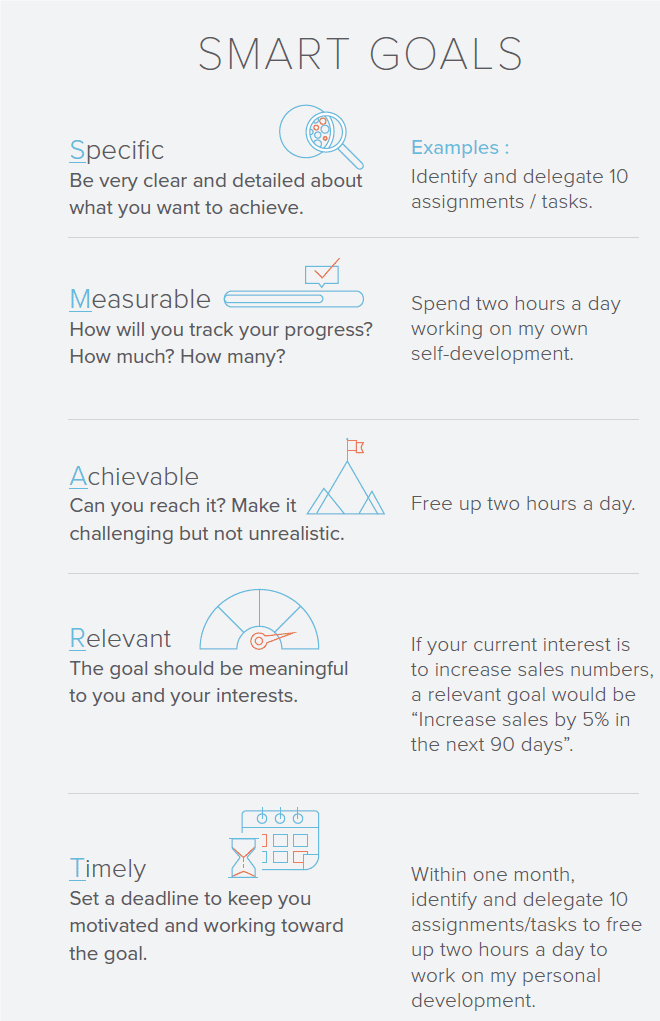 SMART GOALS
Specific
Be very clear and detailed about
what you want to achieve.
Examples :
Identify and delegate 10
assignments / tasks.
Measurable
How will you track your progress?
How much? How many?
Spend two hours a day
working on my own
self-development.
Achievable
Can you reach it? Make it
challenging but not unrealistic.
Free up two hours a day.
Relevant
The goal should be meaningful
to you and your interests.
If your current interest is
to increase sales numbers,
a relevant goal would be
“Increase sales by 5% in
the next 90 days”.
Timely
Set a deadline to keep you
motivated and working toward
the goal.
Within one month,
identify and delegate 10
assignments/tasks to free
up two hours a day to
work on my personal
development.